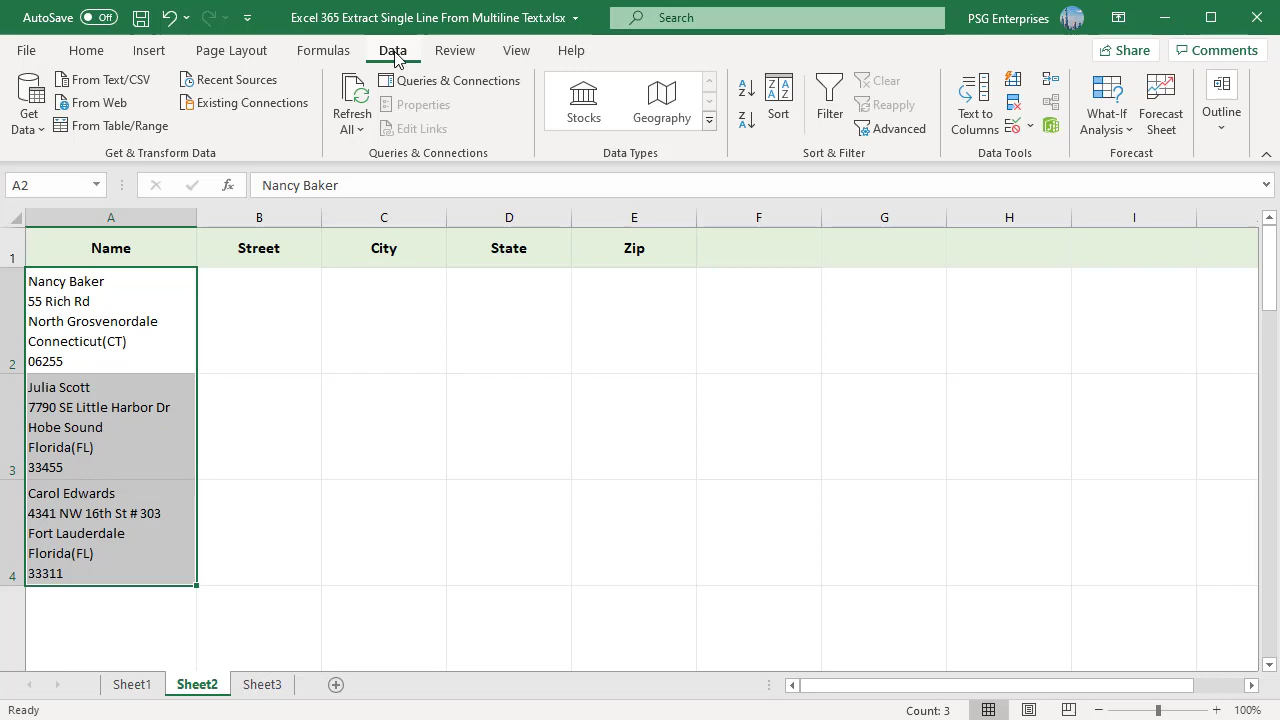 AutoSave Off Excel 365 Extract Single Line From Multiline Text.xlsx Search PSG Enterprises
File Home Insert Page Layout Formulas Data Review View Help Share Comments
Get Data From Text/CSV Recent Sources
From Web Existing Connections
From Table/Range
Get & Transform Data
Refresh All Queries & Connections
Properties
Edit Links
Queries & Connections
Stocks Geography
Data Types
Sort Filter Clear
Reapply
Advanced
Sort & Filter
Text to Columns
Data Tools
What-If Analysis Forecast Sheet
Forecast
Outline
A2 fx Nancy Baker
A B C D E F G H I
1 Name Street City State Zip
2 Nancy Baker
55 Rich Rd
North Grosvenordale
Connecticut(CT)
06255
3 Julia Scott
7790 SE Little Harbor Dr
Hobe Sound
Florida(FL)
33455
4 Carol Edwards
4341 NW 16th St # 303
Fort Lauderdale
Florida(FL)
33311
Sheet1 Sheet2 Sheet3
Ready Count: 3 100%